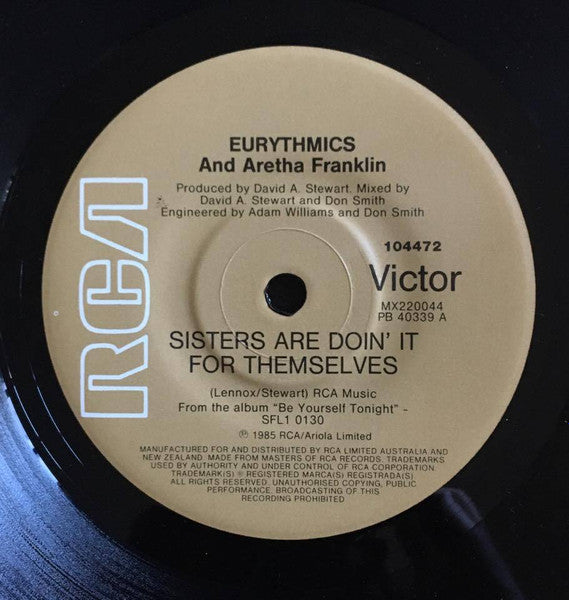 EURYTHMICS
And Aretha Franklin
Produced by David A. Stewart. Mixed by
David A. Stewart and Don Smith
Engineered by Adam Williams and Don Smith
RCA
104472
Victor
MX220044
PB 40339 A
SISTERS ARE DOIN' IT
FOR THEMSELVES
(Lennox/Stewart) RCA Music
From the album "Be Yourself Tonight" -
SFL1 0130
℗ 1985 RCA/Ariola Limited
MANUFACTURED FOR AND DISTRIBUTED BY RCA LIMITED AUSTRALIA AND
NEW ZEALAND. MADE FROM MASTERS OF RCA RECORDS. TRADEMARKS
USED BY AUTHORITY AND UNDER CONTROL OF RCA CORPORATION.
TRADEMARK(S) ® REGISTERED MARCA(S) REGISTRADA(S).
UNAUTHORISED COPYING, PUBLIC
PERFORMANCE, BROADCASTING OF THIS
RECORDING PROHIBITED